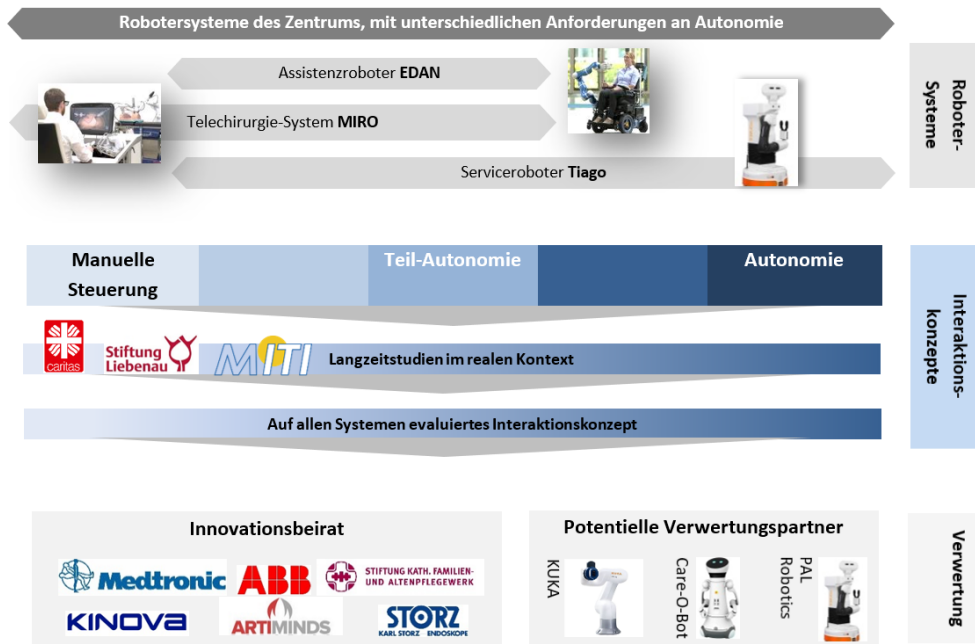 Robotersysteme des Zentrums, mit unterschiedlichen Anforderungen an Autonomie
Assistenzroboter EDAN
Telechirurgie-System MIRO
Serviceroboter Tiago
Roboter-
Systeme
Manuelle
Steuerung
Teil-Autonomie
Autonomie
caritas
Stiftung
Liebenau
MITI
Langzeitstudien im realen Kontext
Auf allen Systemen evaluiertes Interaktionskonzept
Interaktions-
konzepte
Innovationsbeirat
Medtronic
ABB
STIFTUNG KATH. FAMILIEN-
UND ALTENPFLEGEWERK
KINOVA
ARTIMINDS
STORZ
KARL STORZ ENDOSKOPE
Potentielle Verwertungspartner
KUKA
Care-O-Bot
PAL
Robotics
Verwertung